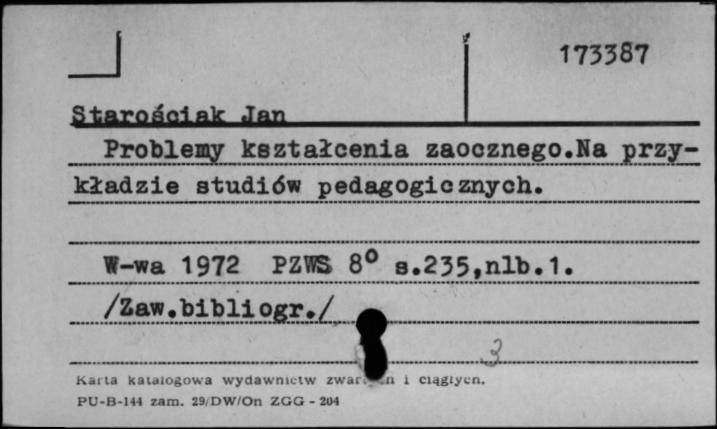 173387
Starościak Jan
Problemy kształcenia zaocznego.Na przy-
kładzie studiów pedagogicznych.
W-wa 1972 PZWS 8° s.235,nlb.1.
/Zaw.bibliogr./
3
Karta katalogowa wydawnictw i ciągłych.
PU-B-144 zam. 29/DW/On ZGG - 204